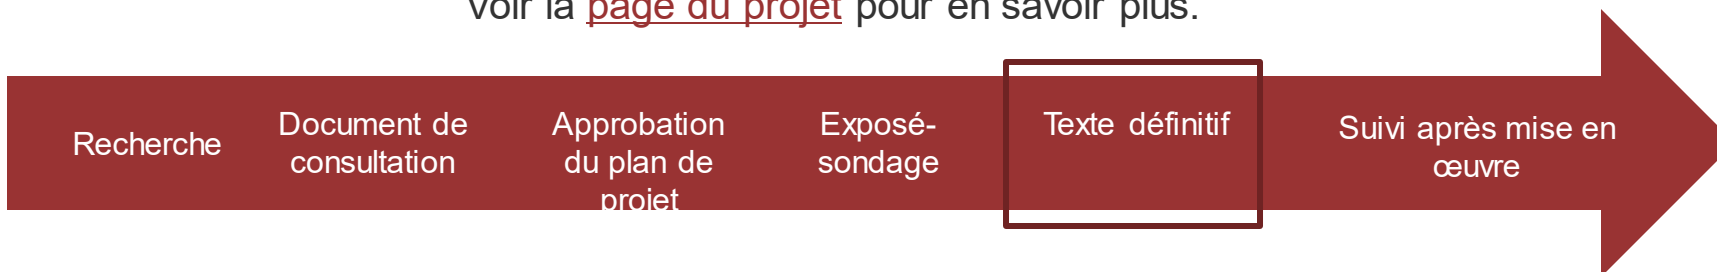 voir la page du projet pour en savoir plus.
Recherche
Document de
consultation
Approbation
du plan de
projet
Exposé-
sondage
Texte définitif
Suivi après mise en
œuvre